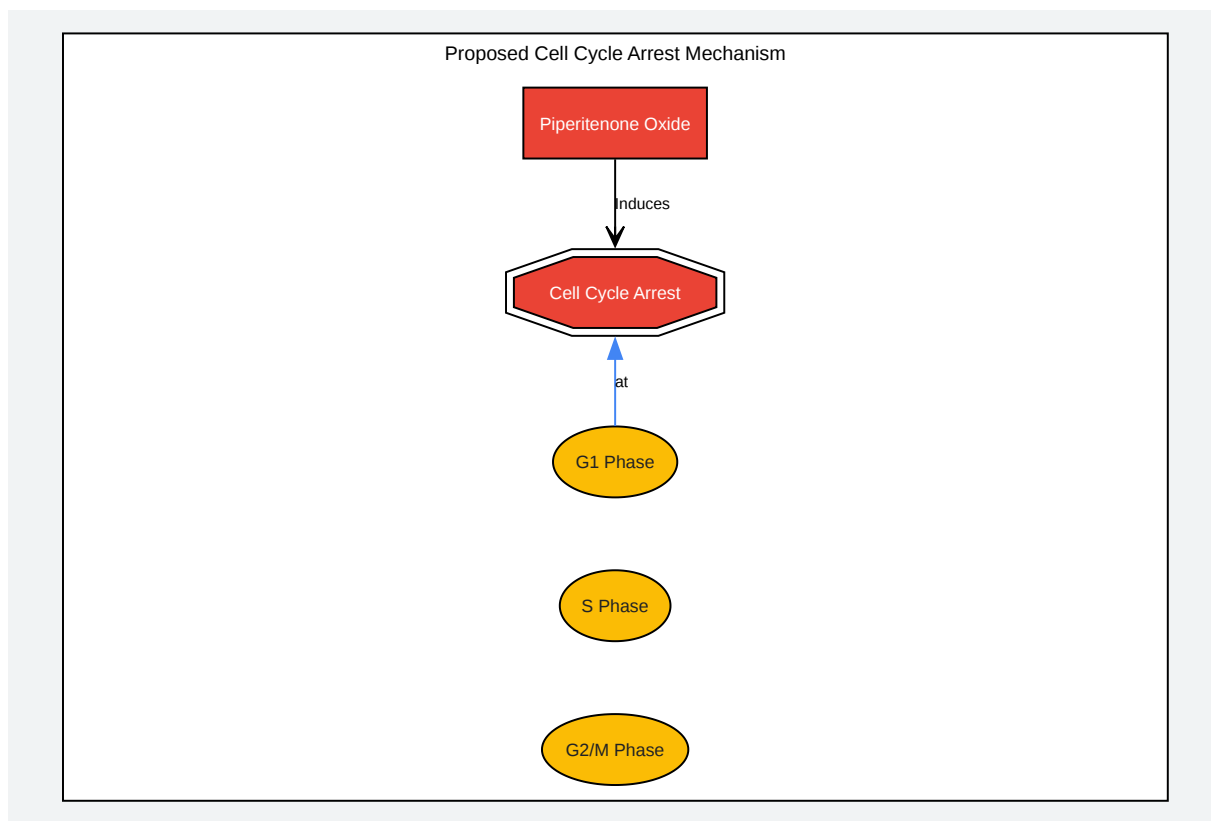 Proposed Cell Cycle Arrest Mechanism
Piperitenone Oxide
Induces
Cell Cycle Arrest
at
G1 Phase
S Phase
G2/M Phase